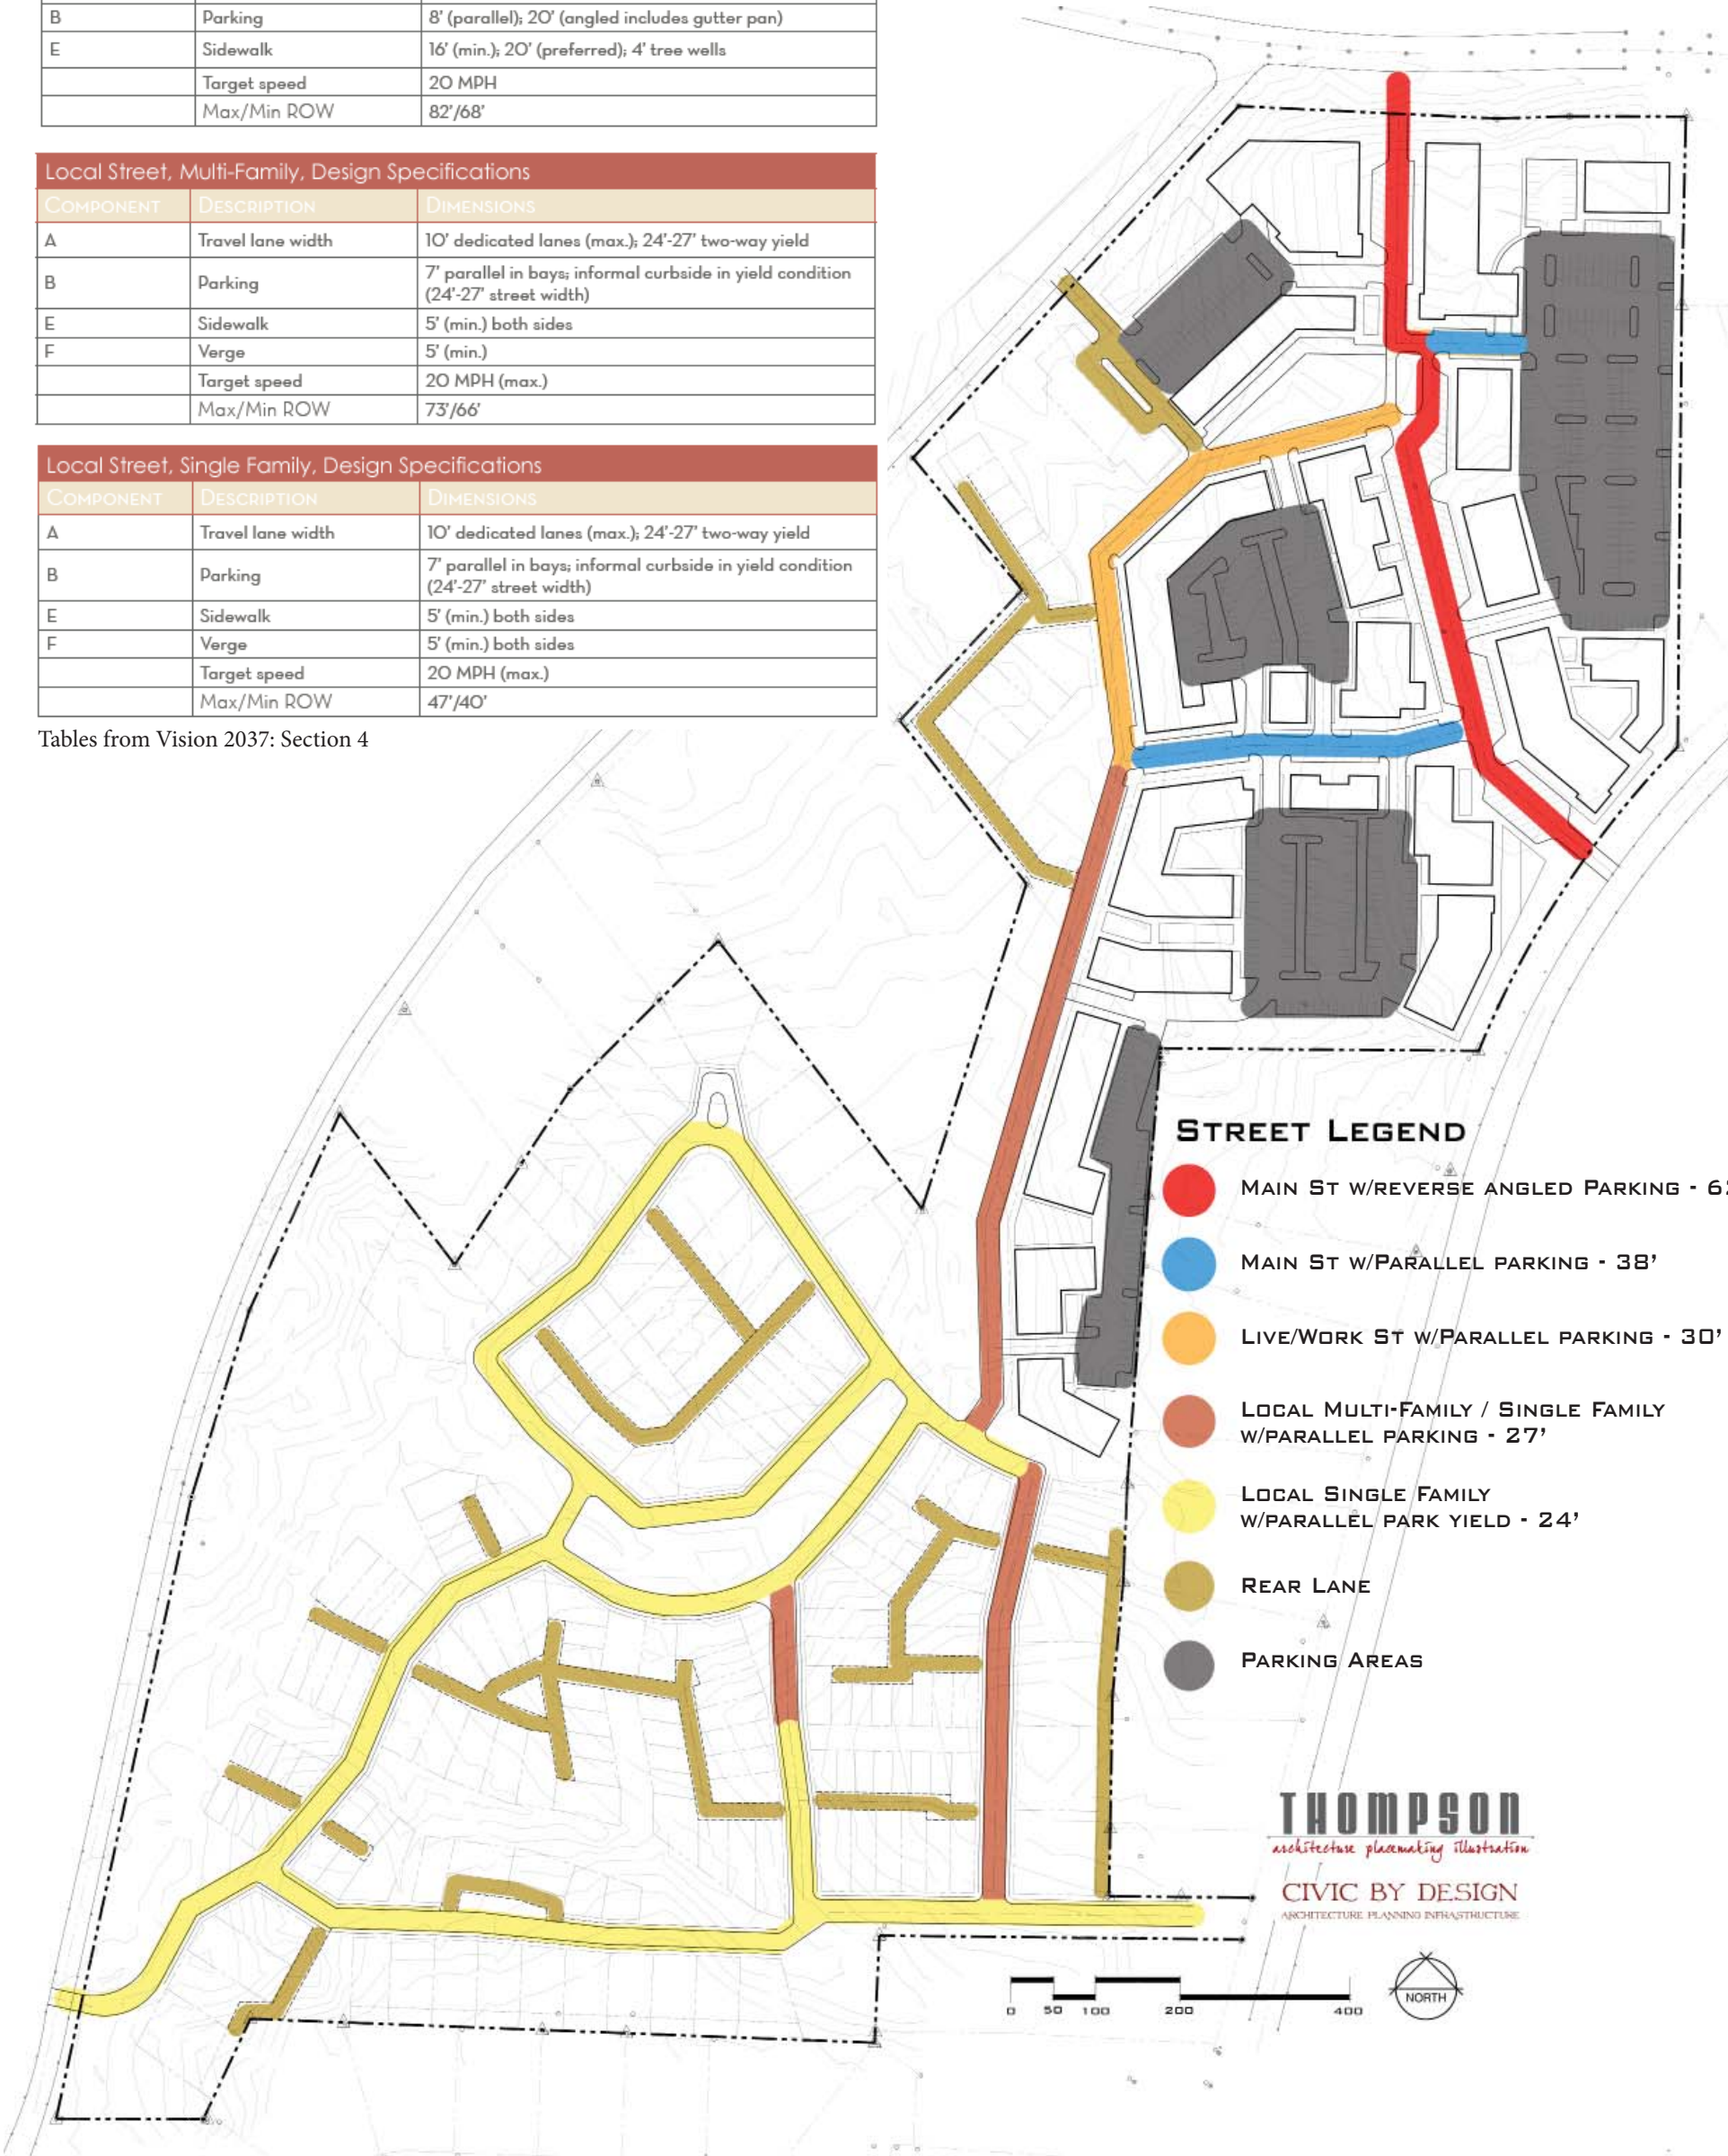 B Parking 8' (parallel); 20' (angled includes gutter pan)
E Sidewalk 16' (min.); 20' (preferred); 4' tree wells
Target speed 20 MPH
Max/Min ROW 82'/68'
Local Street, Multi-Family, Design Specifications
Component Description Dimensions
A Travel lane width 10' dedicated lanes (max.); 24'-27' two-way yield
B Parking 7' parallel in bays; informal curbside in yield condition
(24'-27' street width)
E Sidewalk 5' (min.) both sides
F Verge 5' (min.)
Target speed 20 MPH (max.)
Max/Min ROW 73'/66'
Local Street, Single Family, Design Specifications
Component Description Dimensions
A Travel lane width 10' dedicated lanes (max.); 24'-27' two-way yield
B Parking 7' parallel in bays; informal curbside in yield condition
(24'-27' street width)
E Sidewalk 5' (min.) both sides
F Verge 5' (min.) both sides
Target speed 20 MPH (max.)
Max/Min ROW 47'/40'
Tables from Vision 2037: Section 4
Street Legend
Main St w/reverse angled Parking -
Main St w/Parallel parking - 38'
Live/Work St w/Parallel parking - 30'
Local Multi-Family / Single Family
w/parallel parking - 27'
Local Single Family
w/parallel park yield - 24'
Rear Lane
Parking Areas
THOMPSON
architecture placemaking illustration
CIVIC BY DESIGN
ARCHITECTURE PLANNING INFRASTRUCTURE
0 50 100 200 400
NORTH